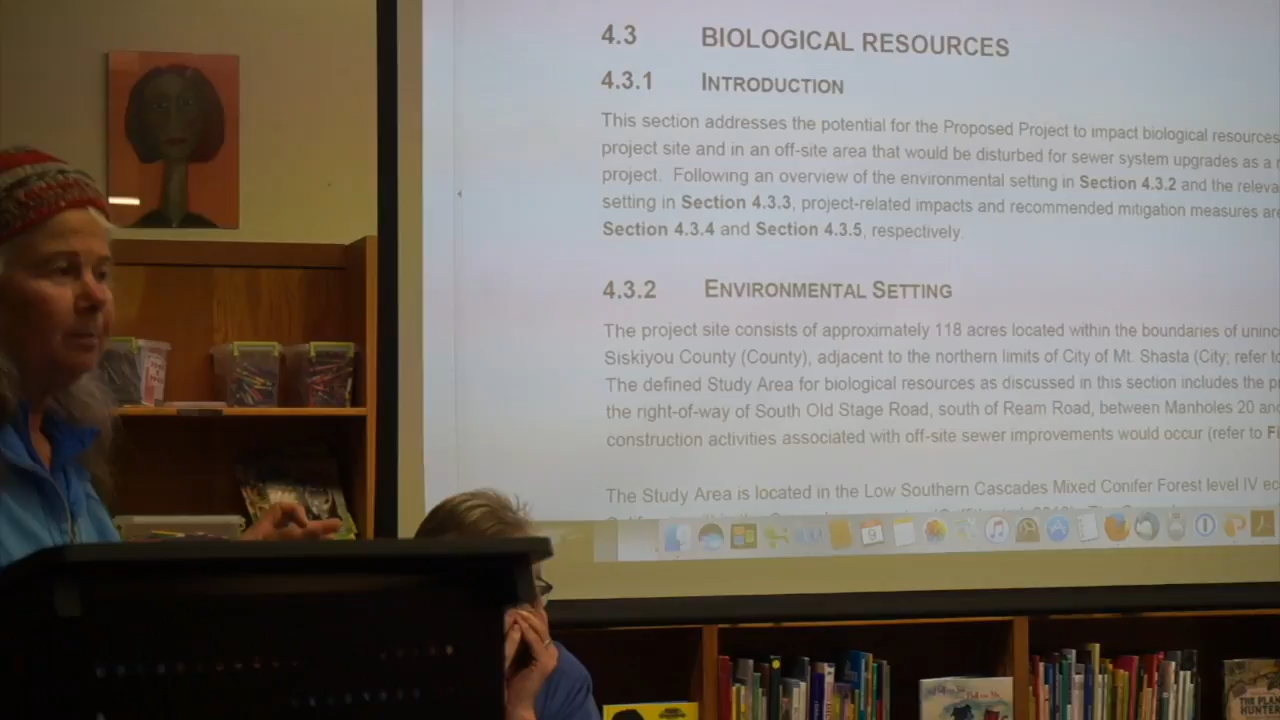 4.3 BIOLOGICAL RESOURCES
4.3.1 INTRODUCTION
This section addresses the potential for the Proposed Project to impact biological resources
project site and in an off-site area that would be disturbed for sewer system upgrades as a
project. Following an overview of the environmental setting in Section 4.3.2 and the releva
setting in Section 4.3.3, project-related impacts and recommended mitigation measures are
Section 4.3.4 and Section 4.3.5, respectively.
4.3.2 ENVIRONMENTAL SETTING
The project site consists of approximately 118 acres located within the boundaries of uninc
Siskiyou County (County), adjacent to the northern limits of City of Mt. Shasta (City; refer to
The defined Study Area for biological resources as discussed in this section includes the p
the right-of-way of South Old Stage Road, south of Ream Road, between Manholes 20 and
construction activities associated with off-site sewer improvements would occur (refer to Fi
The Study Area is located in the Low Southern Cascades Mixed Conifer Forest level IV ec
9
THE PLAN
HUNTER